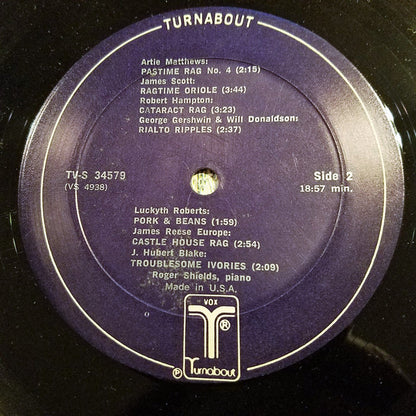 TURNABOUT
Artie Matthews:
PASTIME RAG No. 4 (2:15)
James Scott:
RAGTIME ORIOLE (3:44)
Robert Hampton:
CATARACT RAG (3:23)
George Gershwin & Will Donaldson:
RIALTO RIPPLES (2:37)
TV-S 34579
(VS 4938)
Side 2
18:57 min.
Luckyth Roberts:
PORK & BEANS (1:59)
James Reese Europe:
CASTLE HOUSE RAG (2:54)
J. Hubert Blake:
TROUBLESOME IVORIES (2:09)
Roger Shields, piano
Made in U.S.A.
VOX
T ®
Turnabout
℗